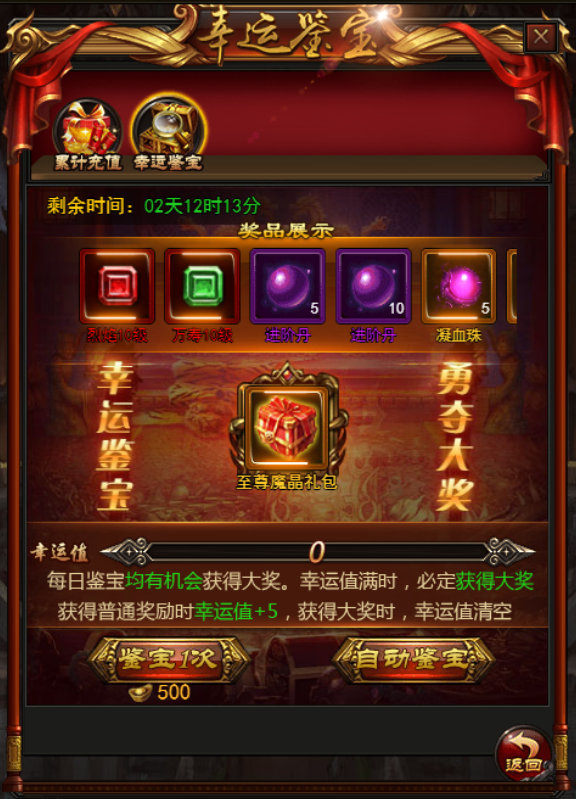 幸运鉴宝
累计充值 幸运鉴宝
剩余时间：02天12时13分
奖品展示
5 10 5
烈焰10级 万毒10级 进阶丹 进阶丹 凝血珠
幸运鉴宝
勇夺大奖
至尊魔晶礼包
幸运值 0
每日鉴宝均有机会获得大奖。幸运值满时，必定获得大奖
获得普通奖励时幸运值+5，获得大奖时，幸运值清空
鉴宝1次 自动鉴宝
500
返回